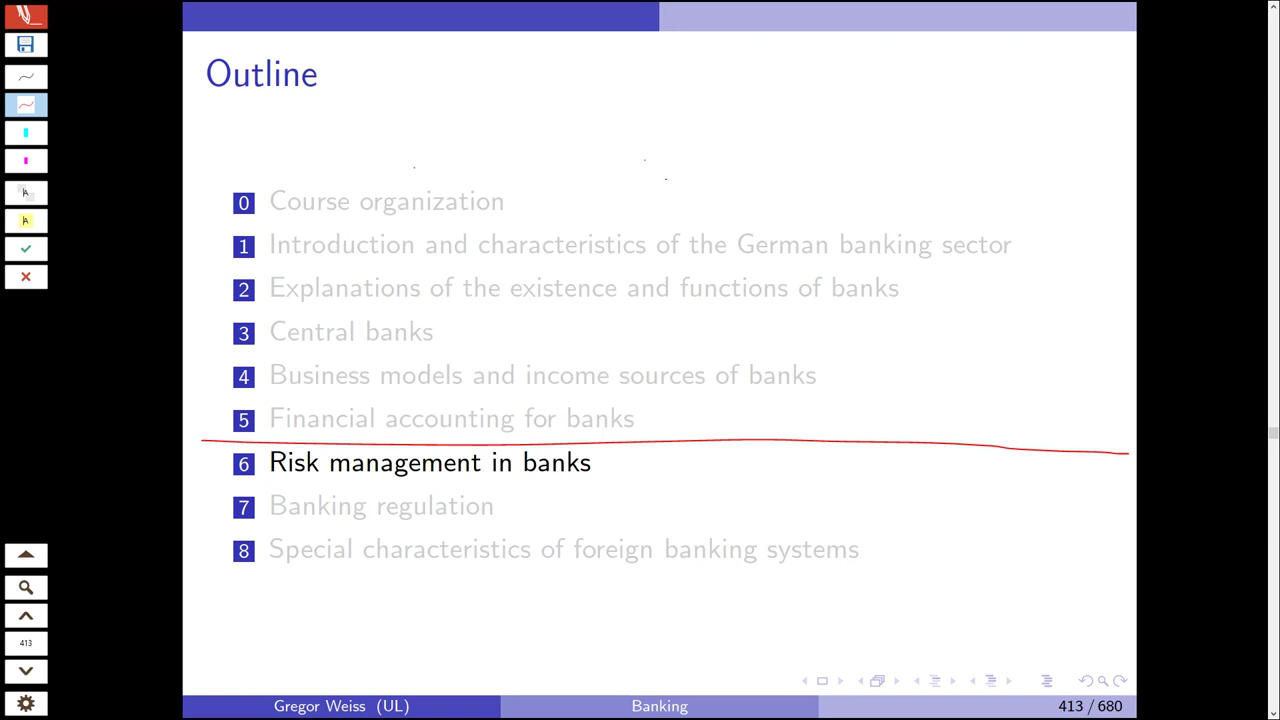 Outline
0 Course organization
1 Introduction and characteristics of the German banking sector
2 Explanations of the existence and functions of banks
3 Central banks
4 Business models and income sources of banks
5 Financial accounting for banks
6 Risk management in banks
7 Banking regulation
8 Special characteristics of foreign banking systems
413
Gregor Weiss (UL) Banking 413 / 680